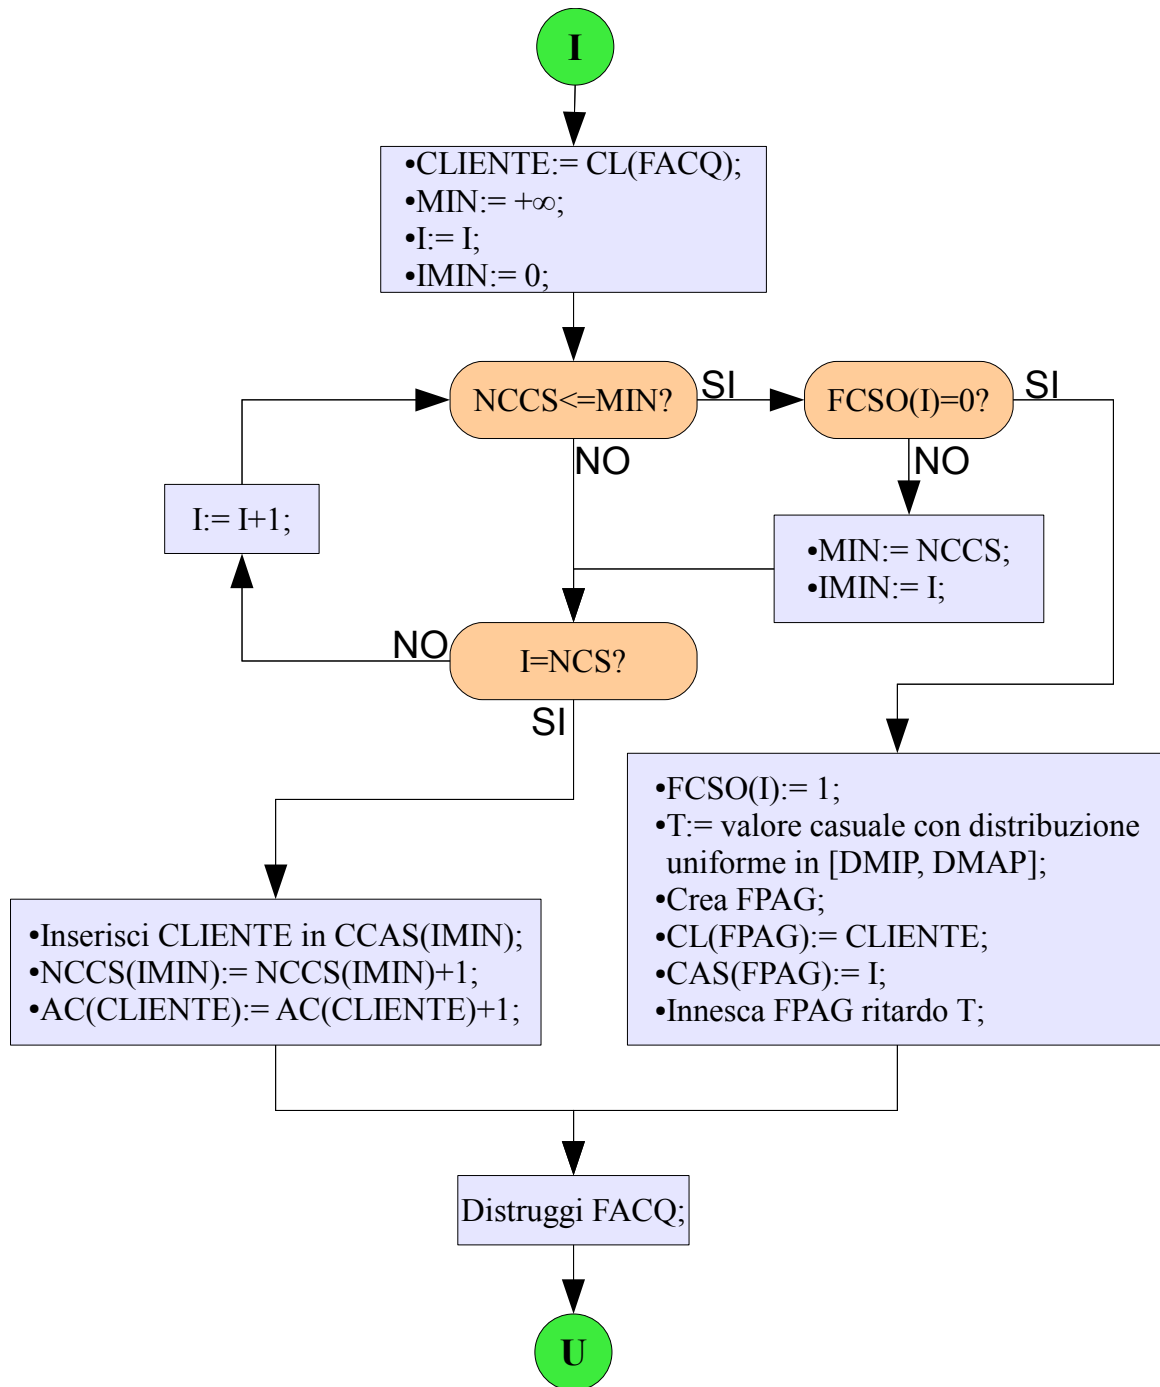 I
•CLIENTE:= CL(FACQ);
•MIN:= +∞;
•I:= I;
•IMIN:= 0;
NCCS<=MIN?
SI
FCSO(I)=0?
SI
NO
NO
I:= I+1;
•MIN:= NCCS;
•IMIN:= I;
NO
I=NCS?
SI
•FCSO(I):= 1;
•T:= valore casuale con distribuzione
uniforme in [DMIP, DMAP];
•Crea FPAG;
•CL(FPAG):= CLIENTE;
•CAS(FPAG):= I;
•Innesca FPAG ritardo T;
•Inserisci CLIENTE in CCAS(IMIN);
•NCCS(IMIN):= NCCS(IMIN)+1;
•AC(CLIENTE):= AC(CLIENTE)+1;
Distruggi FACQ;
U